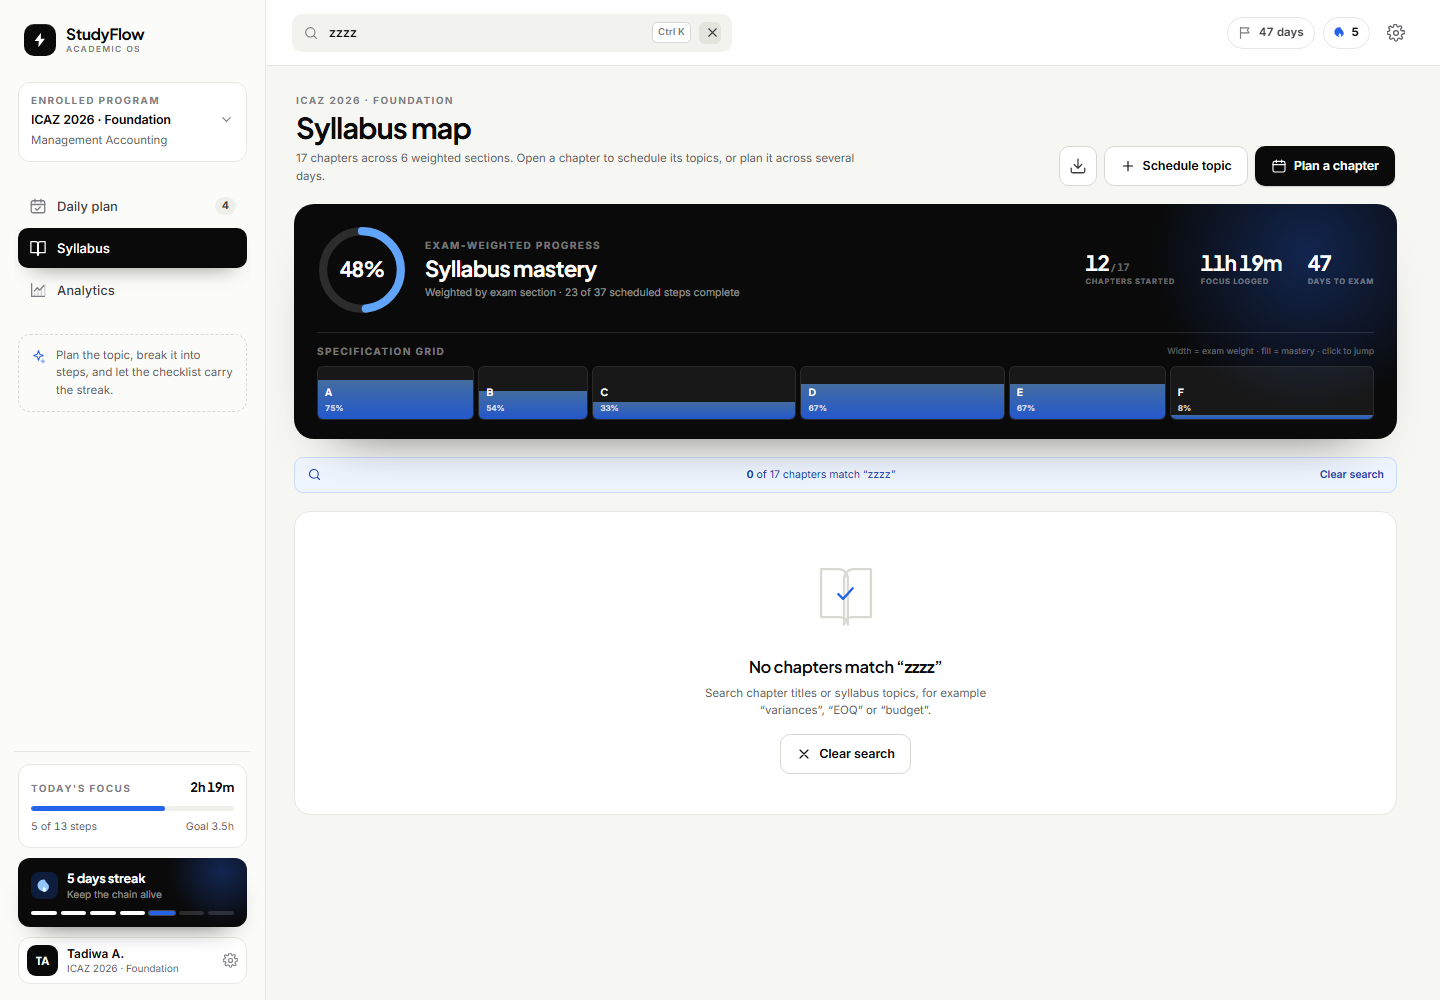 StudyFlow
ACADEMIC OS
zzzz
Ctrl K
47 days
5
ENROLLED PROGRAM
ICAZ 2026 · Foundation
Management Accounting
Daily plan
4
Syllabus
Analytics
Plan the topic, break it into
steps, and let the checklist carry
the streak.
TODAY'S FOCUS
2h 19m
5 of 13 steps
Goal 3.5h
5 days streak
Keep the chain alive
TA
Tadiwa A.
ICAZ 2026 · Foundation
ICAZ 2026 · FOUNDATION
Syllabus map
17 chapters across 6 weighted sections. Open a chapter to schedule its topics, or plan it across several
days.
Schedule topic
Plan a chapter
48%
EXAM-WEIGHTED PROGRESS
Syllabus mastery
Weighted by exam section · 23 of 37 scheduled steps complete
12/17
CHAPTERS STARTED
11h 19m
FOCUS LOGGED
47
DAYS TO EXAM
SPECIFICATION GRID
Width = exam weight · fill = mastery · click to jump
A
75%
B
54%
C
33%
D
67%
E
67%
F
8%
0 of 17 chapters match “zzzz”
Clear search
No chapters match “zzzz”
Search chapter titles or syllabus topics, for example
“variances”, “EOQ” or “budget”.
Clear search